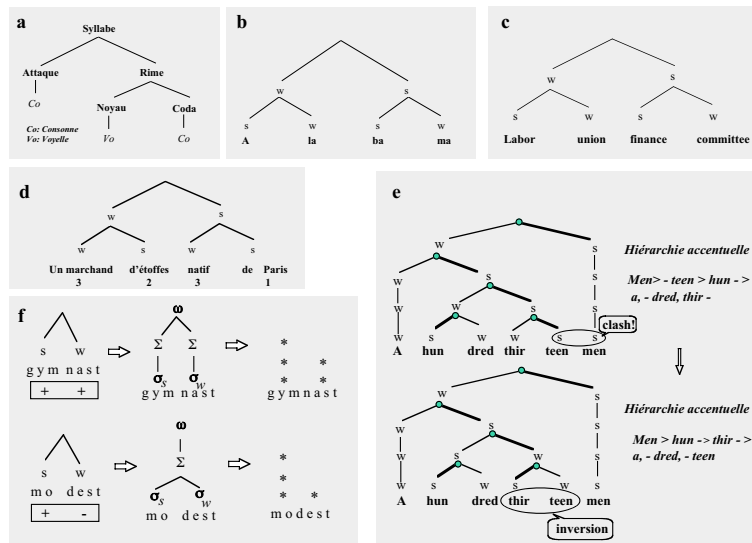 a
Syllabe
Attaque Rime
Co
Noyau Coda
Co: Consonne
Vo: Voyelle
Vo Co
b
w s
s w s w
A la ba ma
c
w s
s w s w
Labor union finance committee
d
w s
w s w s
Un marchand d'étoffes natif de Paris
3 2 3 1
e
w s
w s s
w s s s
w s w w s s
A hun dred thir teen men
clash!
Hiérarchie accentuelle
Men> - teen > hun - >
a, - dred, thir -
w s
w s s
w s w s
w s w s w s
A hun dred thir teen men
inversion
Hiérarchie accentuelle
Men > hun -> thir - >
a, - dred, - teen
f
s w
gym nast
+ +
ω
Σ Σ
σs σw
gym nast
*
* *
* *
gymnast
s w
mo dest
+ -
ω
Σ
σs σw
mo dest
*
*
* *
modest